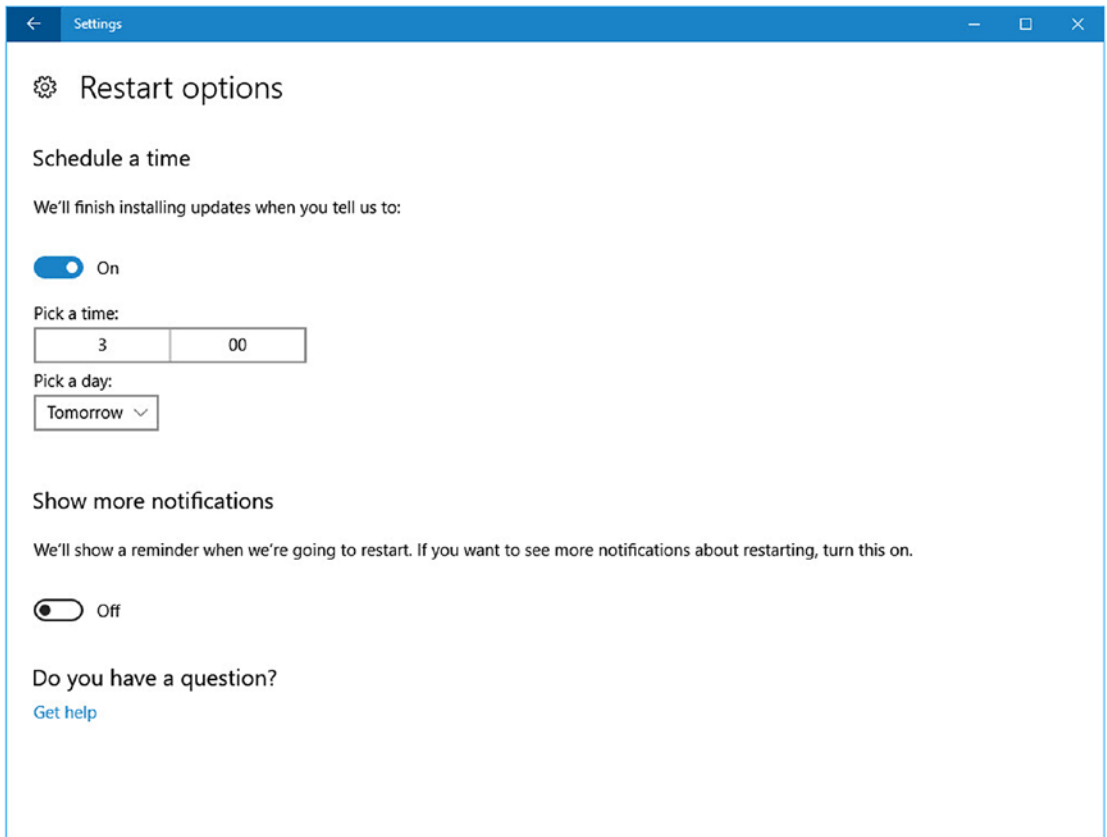 Settings
Restart options
Schedule a time
We'll finish installing updates when you tell us to:
On
Pick a time:
3 00
Pick a day:
Tomorrow
Show more notifications
We'll show a reminder when we're going to restart. If you want to see more notifications about restarting, turn this on.
Off
Do you have a question?
Get help